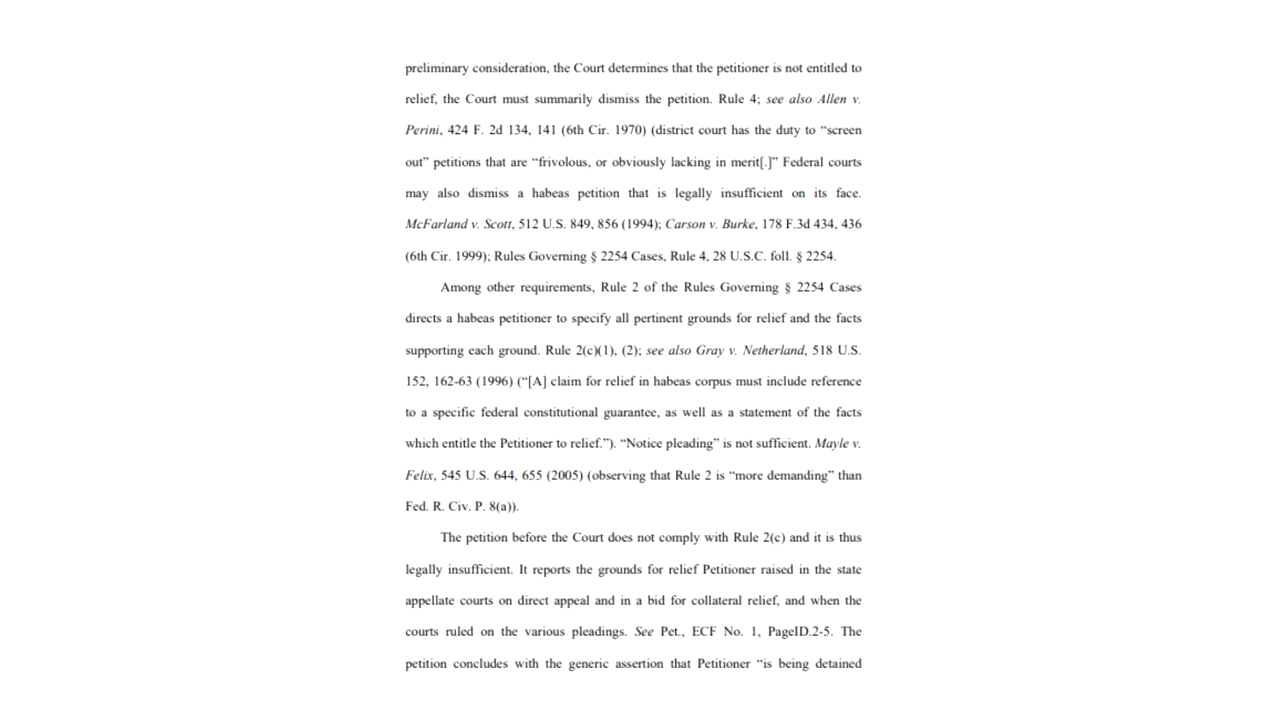 preliminary consideration, the Court determines that the petitioner is not entitled to
relief, the Court must summarily dismiss the petition. Rule 4; see also Allen v.
Perini, 424 F. 2d 134, 141 (6th Cir. 1970) (district court has the duty to “screen
out” petitions that are “frivolous, or obviously lacking in merit[.]” Federal courts
may also dismiss a habeas petition that is legally insufficient on its face.
McFarland v. Scott, 512 U.S. 849, 856 (1994); Carson v. Burke, 178 F.3d 434, 436
(6th Cir. 1999); Rules Governing § 2254 Cases, Rule 4, 28 U.S.C. foll. § 2254.
Among other requirements, Rule 2 of the Rules Governing § 2254 Cases
directs a habeas petitioner to specify all pertinent grounds for relief and the facts
supporting each ground. Rule 2(c)(1), (2); see also Gray v. Netherland, 518 U.S.
152, 162-63 (1996) (“[A] claim for relief in habeas corpus must include reference
to a specific federal constitutional guarantee, as well as a statement of the facts
which entitle the Petitioner to relief.”). “Notice pleading” is not sufficient. Mayle v.
Felix, 545 U.S. 644, 655 (2005) (observing that Rule 2 is “more demanding” than
Fed. R. Civ. P. 8(a)).
The petition before the Court does not comply with Rule 2(c) and it is thus
legally insufficient. It reports the grounds for relief Petitioner raised in the state
appellate courts on direct appeal and in a bid for collateral relief, and when the
courts ruled on the various pleadings. See Pet., ECF No. 1, PageID.2-5. The
petition concludes with the generic assertion that Petitioner “is being detained